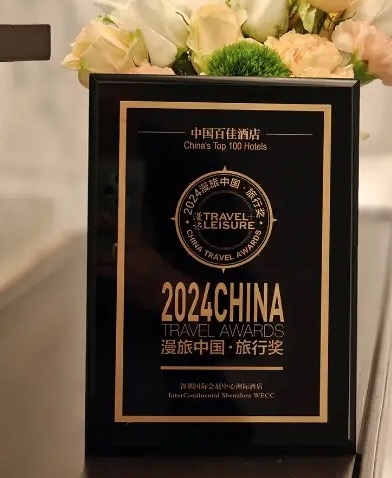 中国百佳酒店
China's Top 100 Hotels
2024漫旅中国·旅行奖
漫旅
TRAVEL+
LEISURE
CHINA TRAVEL AWARDS
2024CHINA
TRAVEL AWARDS
漫旅中国·旅行奖
深圳国际会展中心洲际酒店
InterContinental Shenzhen WECC